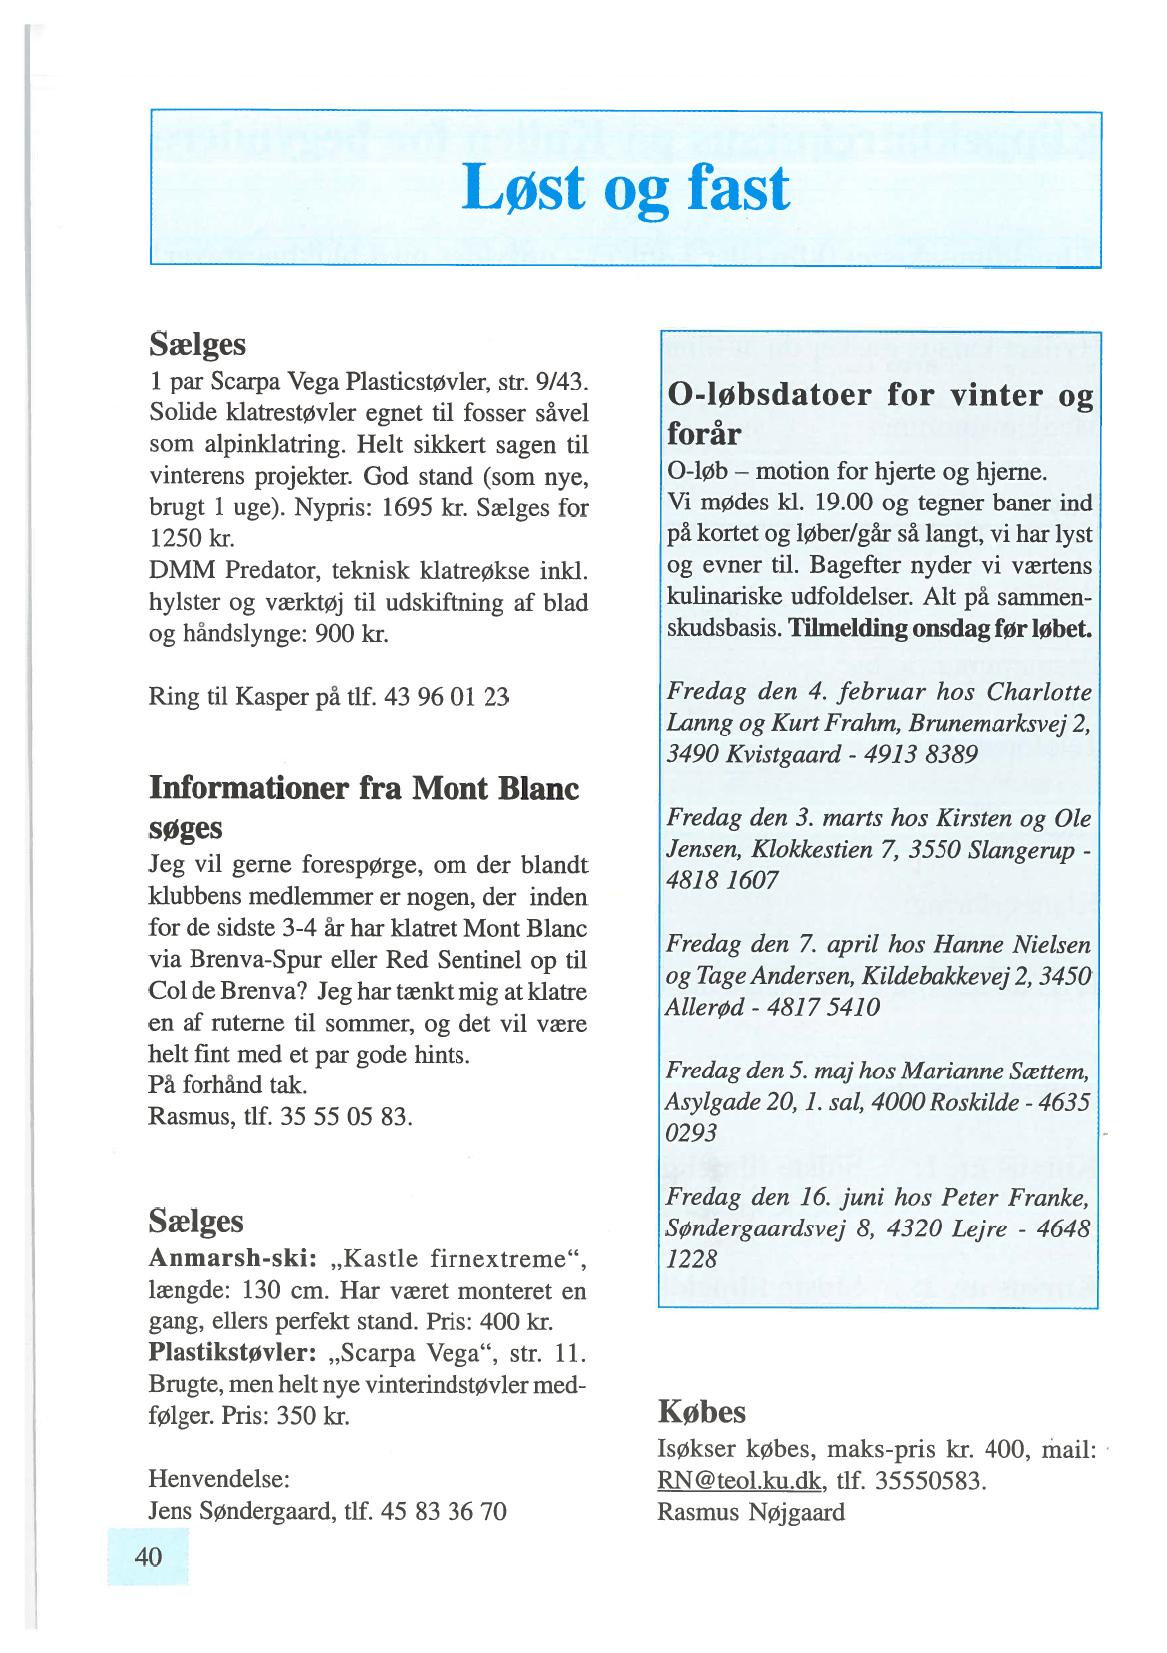 Løst og fast
Sælges
1 par Scarpa Vega Plasticstøvler, str. 9/43.
Solide klatrestøvler egnet til fosser såvel
som alpinklatring. Helt sikkert sagen til
vinterens projekter. God stand (som nye,
brugt 1 uge). Nypris: 1695 kr. Sælges for
1250 kr.
DMM Predator, teknisk klatreøkse inkl.
hylster og værktøj til udskiftning af blad
og håndslynge: 900 kr.
Ring til Kasper på tlf. 43 96 01 23
Informationer fra Mont Blanc
søges
Jeg vil gerne forespørge, om der blandt
klubbens medlemmer er nogen, der inden
for de sidste 3-4 år har klatret Mont Blanc
via Brenva-Spur eller Red Sentinel op til
Col de Brenva? Jeg har tænkt mig at klatre
en af ruterne til sommer, og det vil være
helt fint med et par gode hints.
På forhånd tak.
Rasmus, tlf. 35 55 05 83.
Sælges
Anmarsh-ski: „Kastle firnextreme“,
længde: 130 cm. Har været monteret en
gang, ellers perfekt stand. Pris: 400 kr.
Plastikstøvler: „Scarpa Vega“, str. 11.
Brugte, men helt nye vinterindstøvler med-
følger. Pris: 350 kr.
Henvendelse:
Jens Søndergaard, tlf. 45 83 36 70
O-løbsdatoer for vinter og
forår
O-løb – motion for hjerte og hjerne.
Vi mødes kl. 19.00 og tegner baner ind
på kortet og løber/går så langt, vi har lyst
og evner til. Bagefter nyder vi værtens
kulinariske udfoldelser. Alt på sammen-
skudsbasis. Tilmelding onsdag før løbet.
Fredag den 4. februar hos Charlotte
Lanng og Kurt Frahm, Brunemarksvej 2,
3490 Kvistgaard - 4913 8389
Fredag den 3. marts hos Kirsten og Ole
Jensen, Klokkestien 7, 3550 Slangerup -
4818 1607
Fredag den 7. april hos Hanne Nielsen
og Tage Andersen, Kildebakkevej 2, 3450
Allerød - 4817 5410
Fredag den 5. maj hos Marianne Sættem,
Asylgade 20, 1. sal, 4000 Roskilde - 4635
0293
Fredag den 16. juni hos Peter Franke,
Søndergaardsvej 8, 4320 Lejre - 4648
1228
Købes
Isøkser købes, maks-pris kr. 400, mail:
RN@teol.ku.dk, tlf. 35550583.
Rasmus Nøjgaard
40